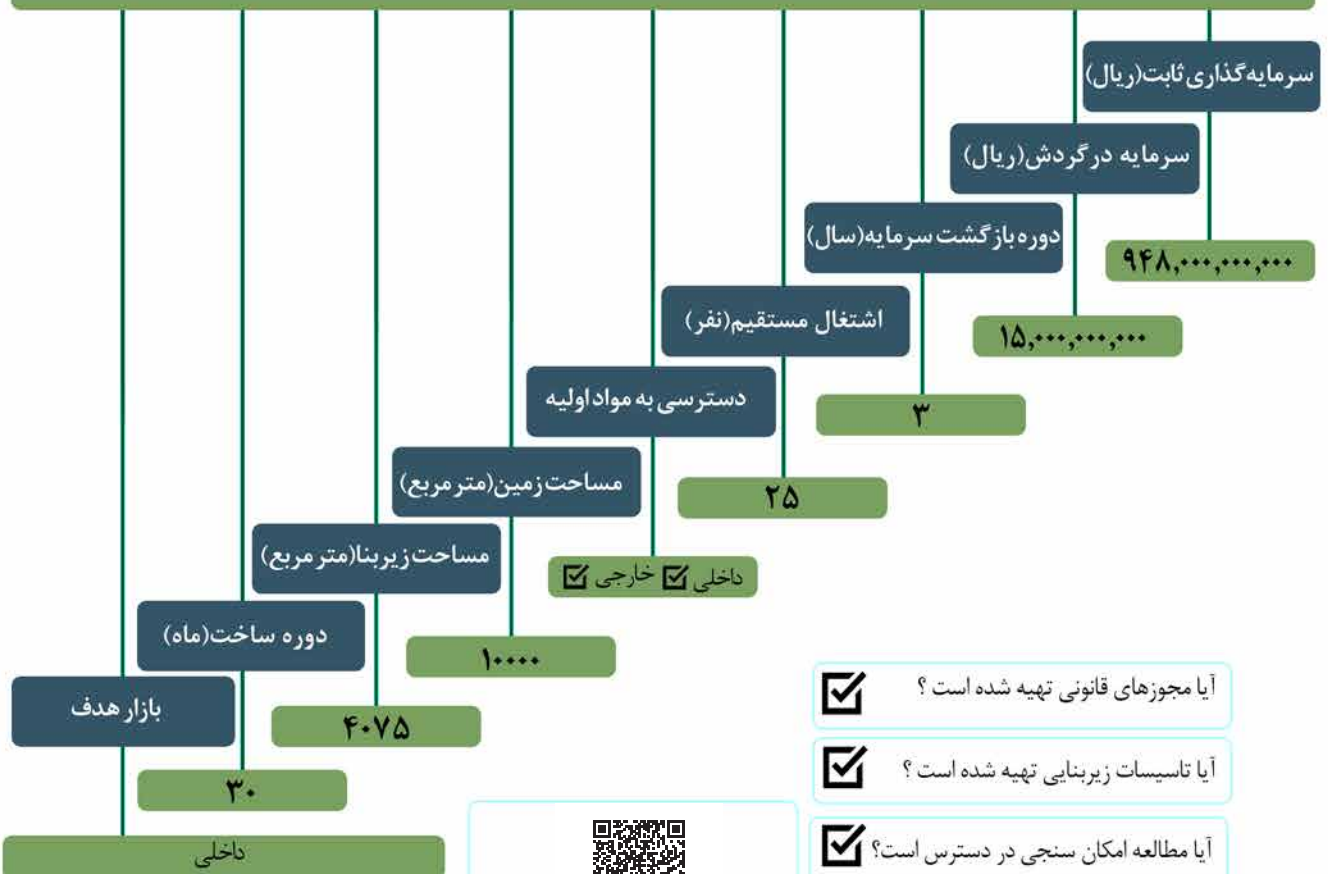 سرمایه‌گذاری ثابت(ریال)
۹۴۸,۰۰۰,۰۰۰,۰۰۰
سرمایه در گردش(ریال)
۱۵,۰۰۰,۰۰۰,۰۰۰
دوره بازگشت سرمایه(سال)
۳
اشتغال مستقیم(نفر)
۲۵
دسترسی به مواد اولیه
داخلی ☑ خارجی ☑
مساحت زمین(متر مربع)
۱۰۰۰۰
مساحت زیربنا(متر مربع)
۴۰۷۵
دوره ساخت(ماه)
۳۰
بازار هدف
داخلی
آیا مجوزهای قانونی تهیه شده است ؟ ☑
آیا تاسیسات زیربنایی تهیه شده است ؟ ☑
آیا مطالعه امکان سنجی در دسترس است؟ ☑